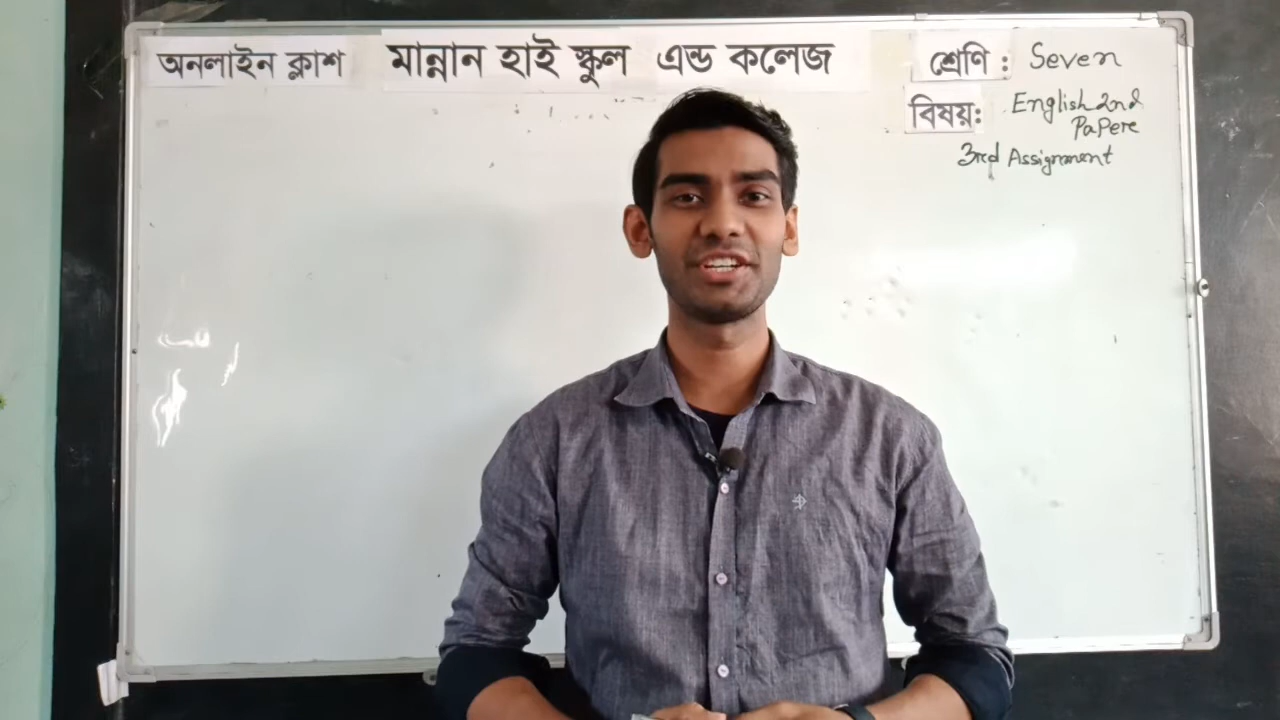 অনলাইন ক্লাশ মান্নান হাই স্কুল এন্ড কলেজ শ্রেণি : Seven
বিষয়: English 2nd
Papere
3rd Assignment